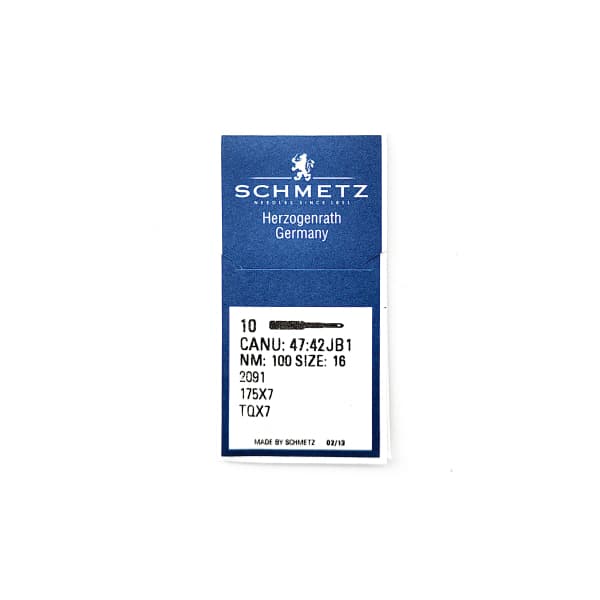 SCHMETZ
NEEDLES SINCE 1851
Herzogenrath
Germany
10
CANU: 47:42JB1
NM: 100 SIZE: 16
2091
175X7
TQX7
MADE BY SCHMETZ 02/13